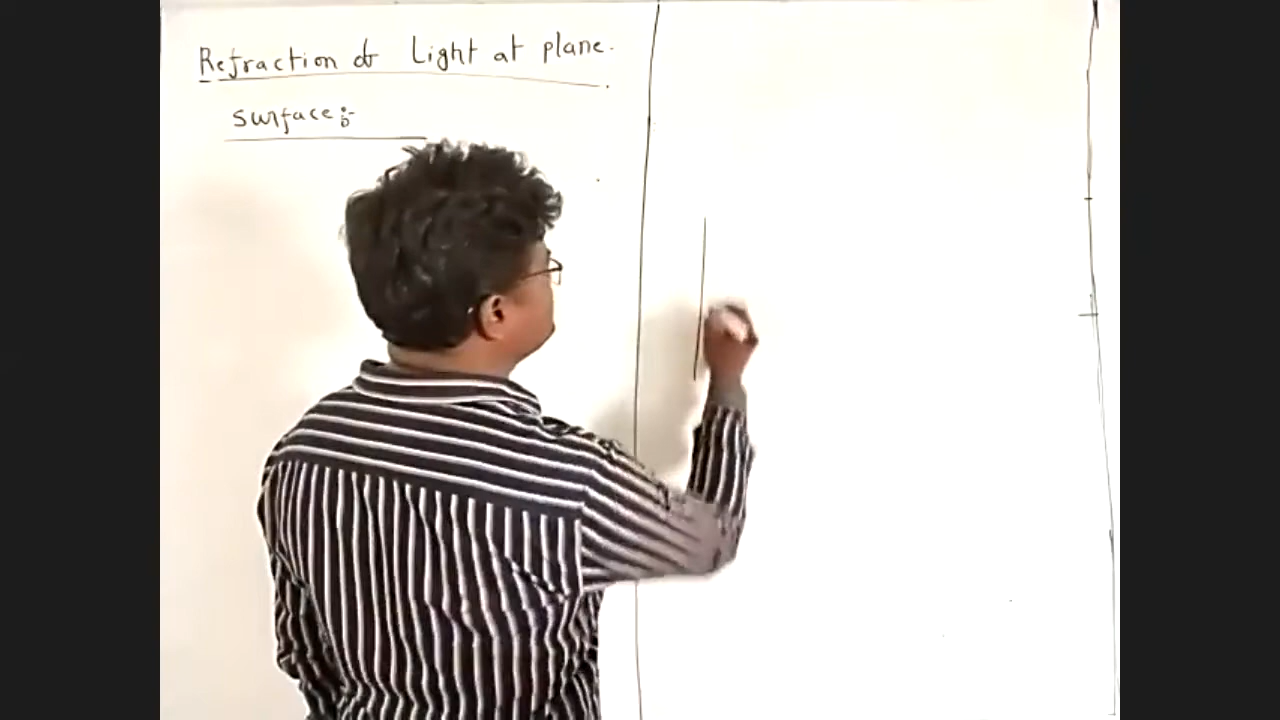 Refraction of Light at plane.
surface :-